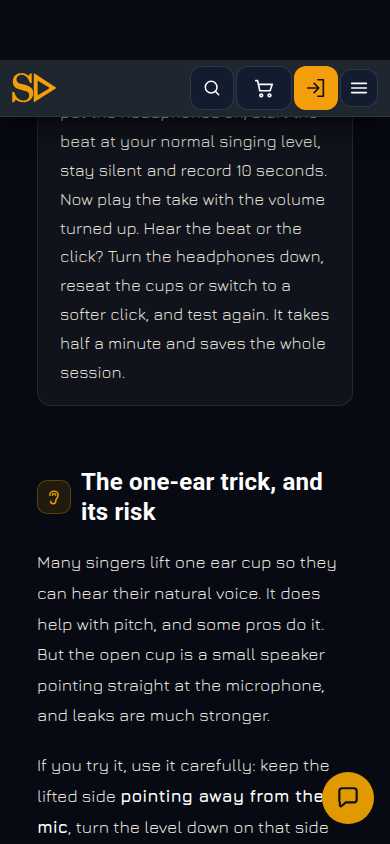 SD
beat at your normal singing level,
stay silent and record 10 seconds.
Now play the take with the volume
turned up. Hear the beat or the
click? Turn the headphones down,
reseat the cups or switch to a
softer click, and test again. It takes
half a minute and saves the whole
session.
The one-ear trick, and
its risk
Many singers lift one ear cup so they
can hear their natural voice. It does
help with pitch, and some pros do it.
But the open cup is a small speaker
pointing straight at the microphone,
and leaks are much stronger.
If you try it, use it carefully: keep the
lifted side pointing away from the
mic, turn the level down on that side